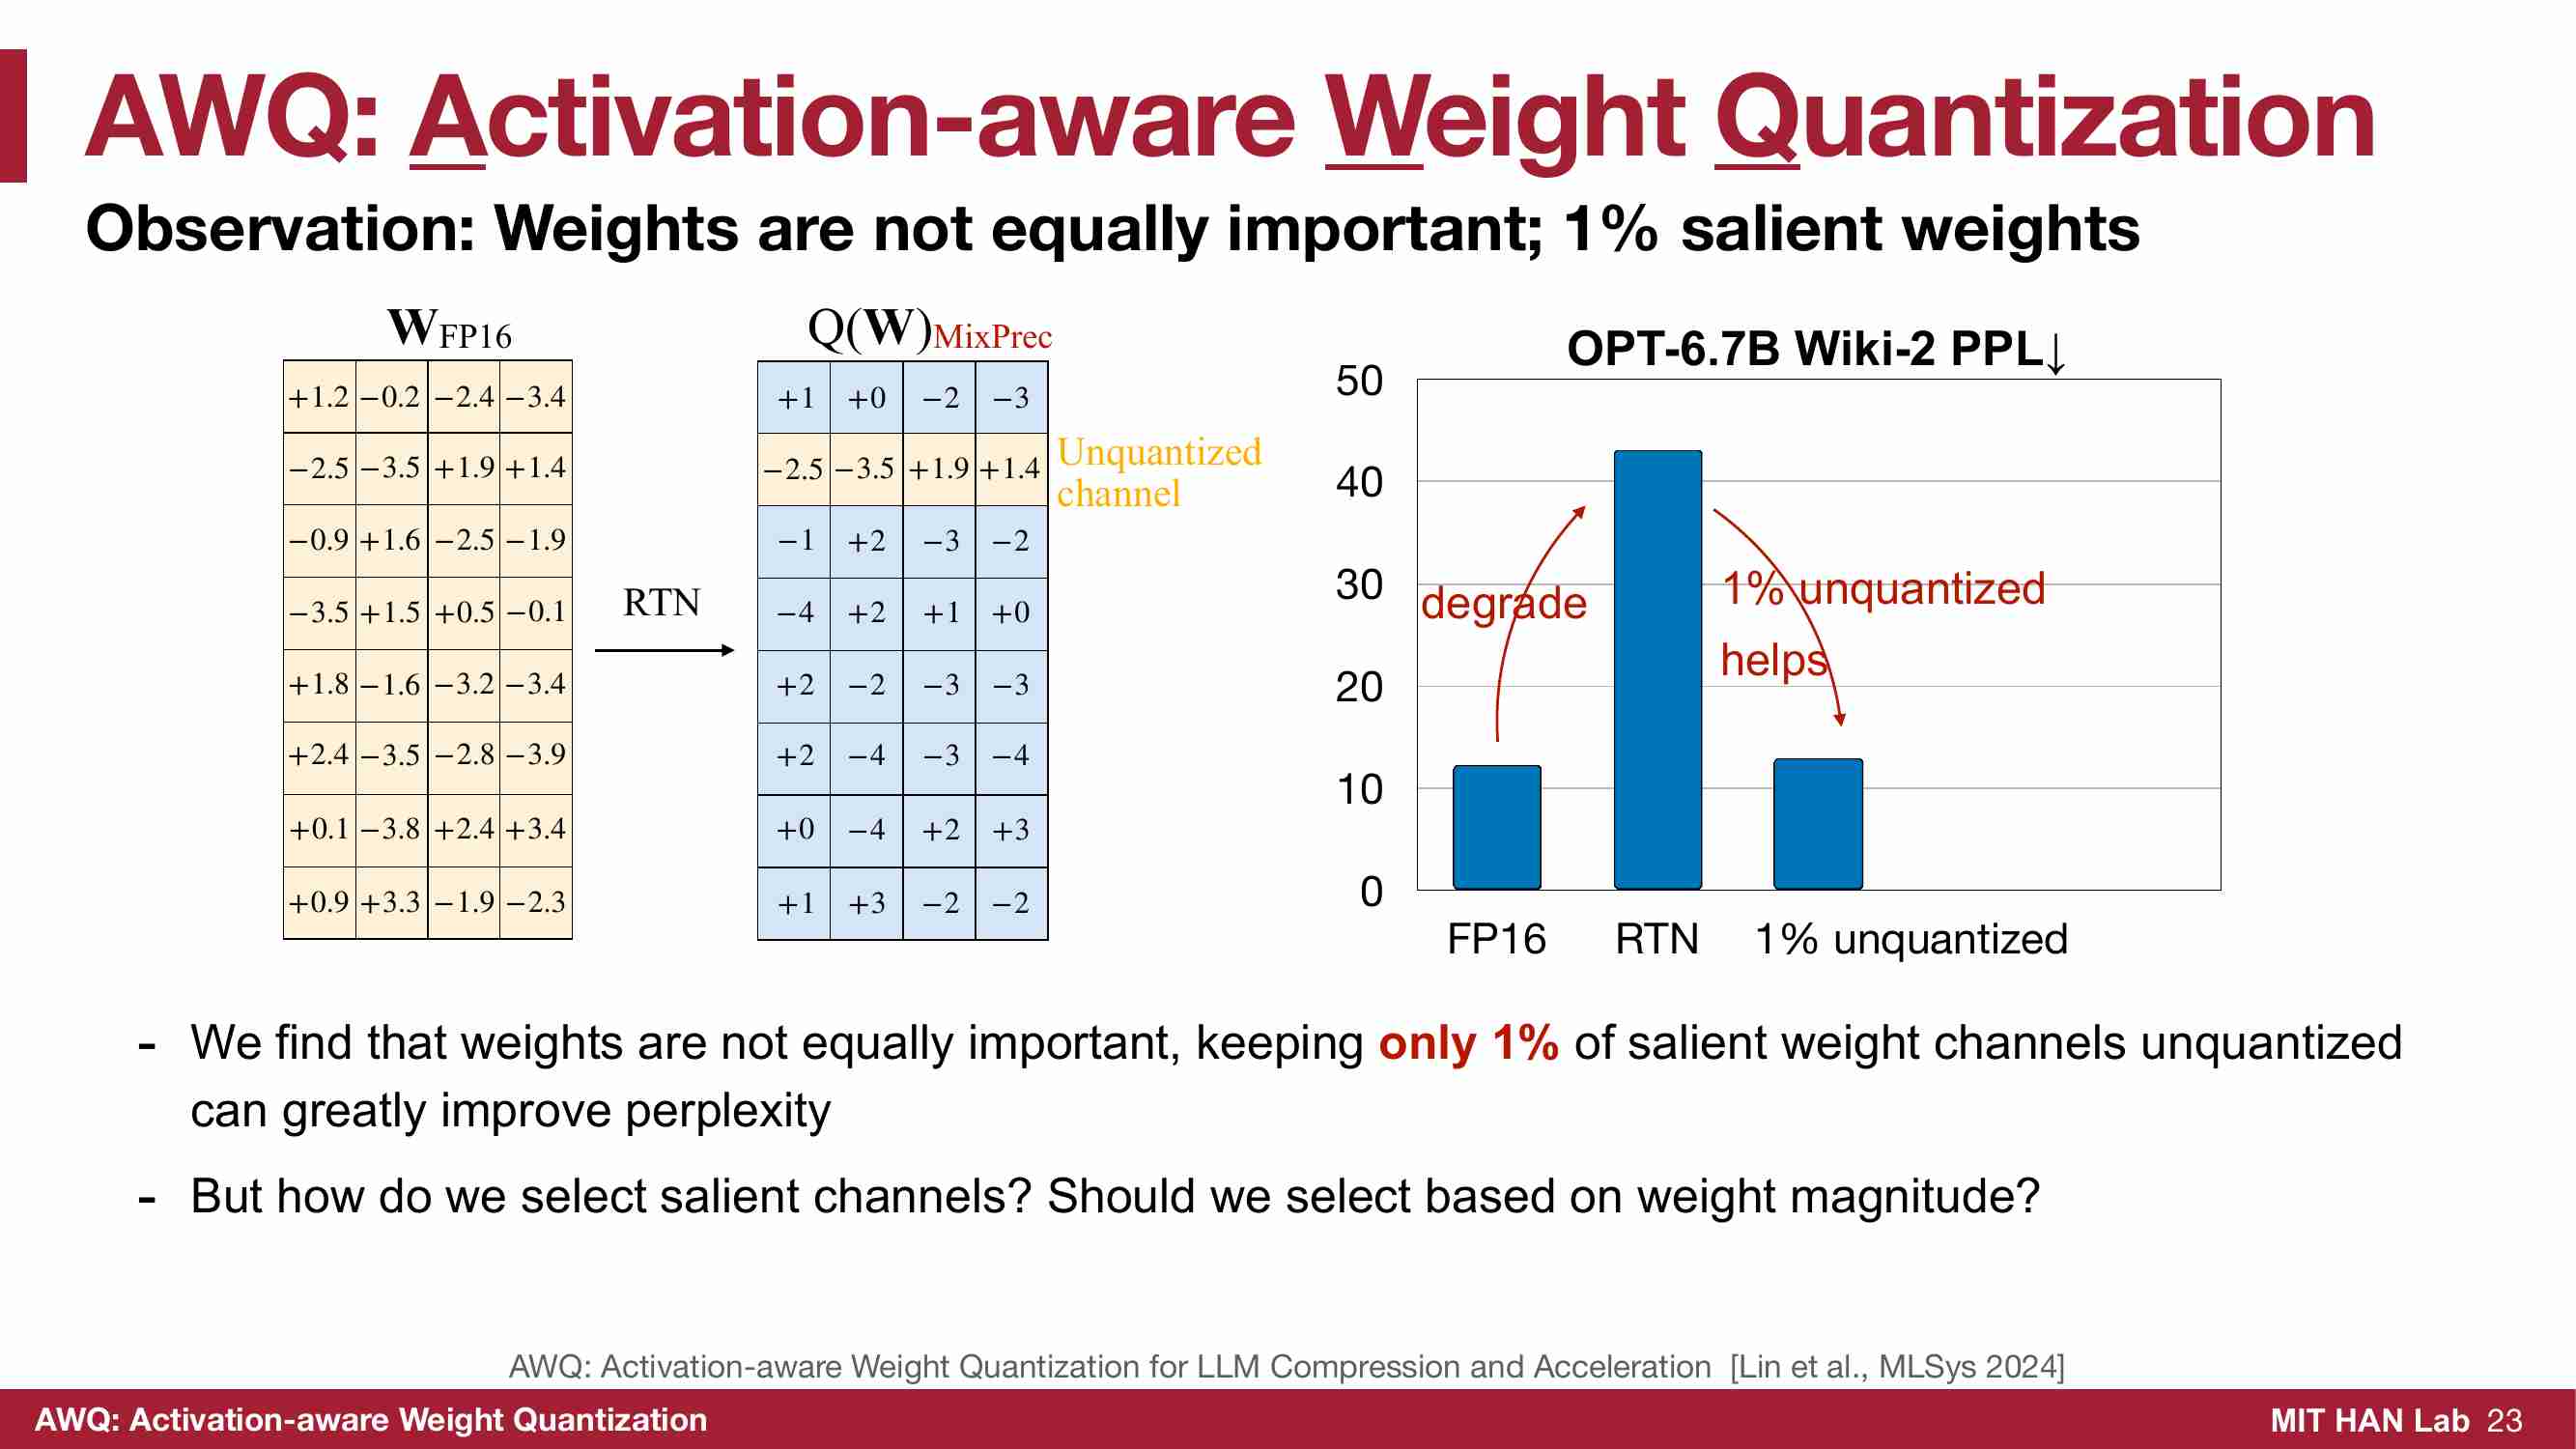 AWQ: Activation-aware Weight Quantization
Observation: Weights are not equally important; 1% salient weights
WFP16
+1.2 −0.2 −2.4 −3.4
−2.5 −3.5 +1.9 +1.4
−0.9 +1.6 −2.5 −1.9
−3.5 +1.5 +0.5 −0.1
+1.8 −1.6 −3.2 −3.4
+2.4 −3.5 −2.8 −3.9
+0.1 −3.8 +2.4 +3.4
+0.9 +3.3 −1.9 −2.3
RTN
Q(W)MixPrec
+1 +0 −2 −3
−2.5 −3.5 +1.9 +1.4
−1 +2 −3 −2
−4 +2 +1 +0
+2 −2 −3 −3
+2 −4 −3 −4
+0 −4 +2 +3
+1 +3 −2 −2
Unquantized
channel
OPT-6.7B Wiki-2 PPL↓
50
40
30
20
10
0
degrade
1% unquantized
helps
FP16 RTN 1% unquantized
- We find that weights are not equally important, keeping only 1% of salient weight channels unquantized
can greatly improve perplexity
- But how do we select salient channels? Should we select based on weight magnitude?
AWQ: Activation-aware Weight Quantization for LLM Compression and Acceleration [Lin et al., MLSys 2024]
AWQ: Activation-aware Weight Quantization
MIT HAN Lab 23